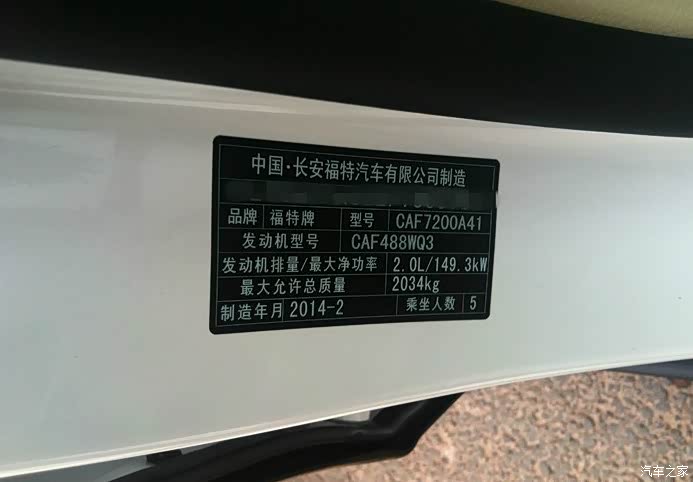 中国·长安福特汽车有限公司制造
品牌 福特牌 型号 CAF7200A41
发动机型号 CAF488WQ3
发动机排量/最大净功率 2.0L/149.3kW
最大允许总质量 2034kg
制造年月 2014-2 乘坐人数 5
汽车之家